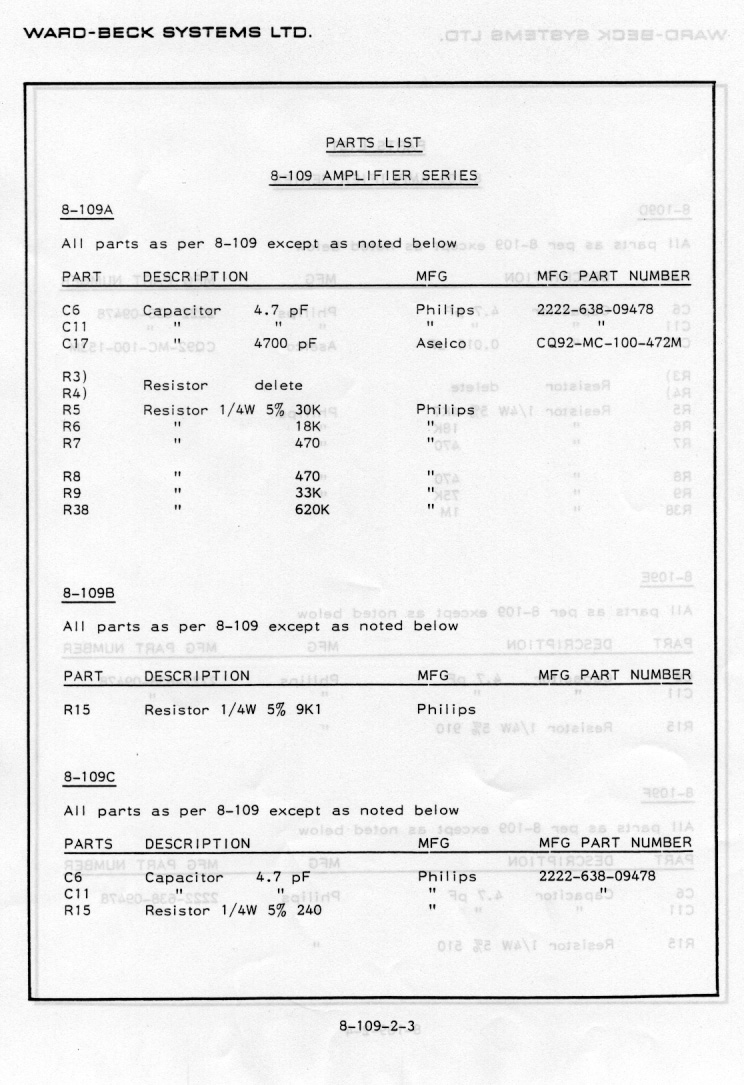 WARD-BECK SYSTEMS LTD.
PARTS LIST
8-109 AMPLIFIER SERIES
8-109A
All parts as per 8-109 except as noted below
PART DESCRIPTION MFG MFG PART NUMBER
C6 Capacitor 4.7 pF Philips 2222-638-09478
C11 " " " "
C17 " 4700 pF Aselco CQ92-MC-100-472M
R3)
R4) Resistor delete
R5 Resistor 1/4W 5% 30K Philips
R6 " 18K "
R7 " 470 "
R8 " 470 "
R9 " 33K "
R38 " 620K "
8-109B
All parts as per 8-109 except as noted below
PART DESCRIPTION MFG MFG PART NUMBER
R15 Resistor 1/4W 5% 9K1 Philips
8-109C
All parts as per 8-109 except as noted below
PARTS DESCRIPTION MFG MFG PART NUMBER
C6 Capacitor 4.7 pF Philips 2222-638-09478
C11 " " " "
R15 Resistor 1/4W 5% 240 "
8-109-2-3